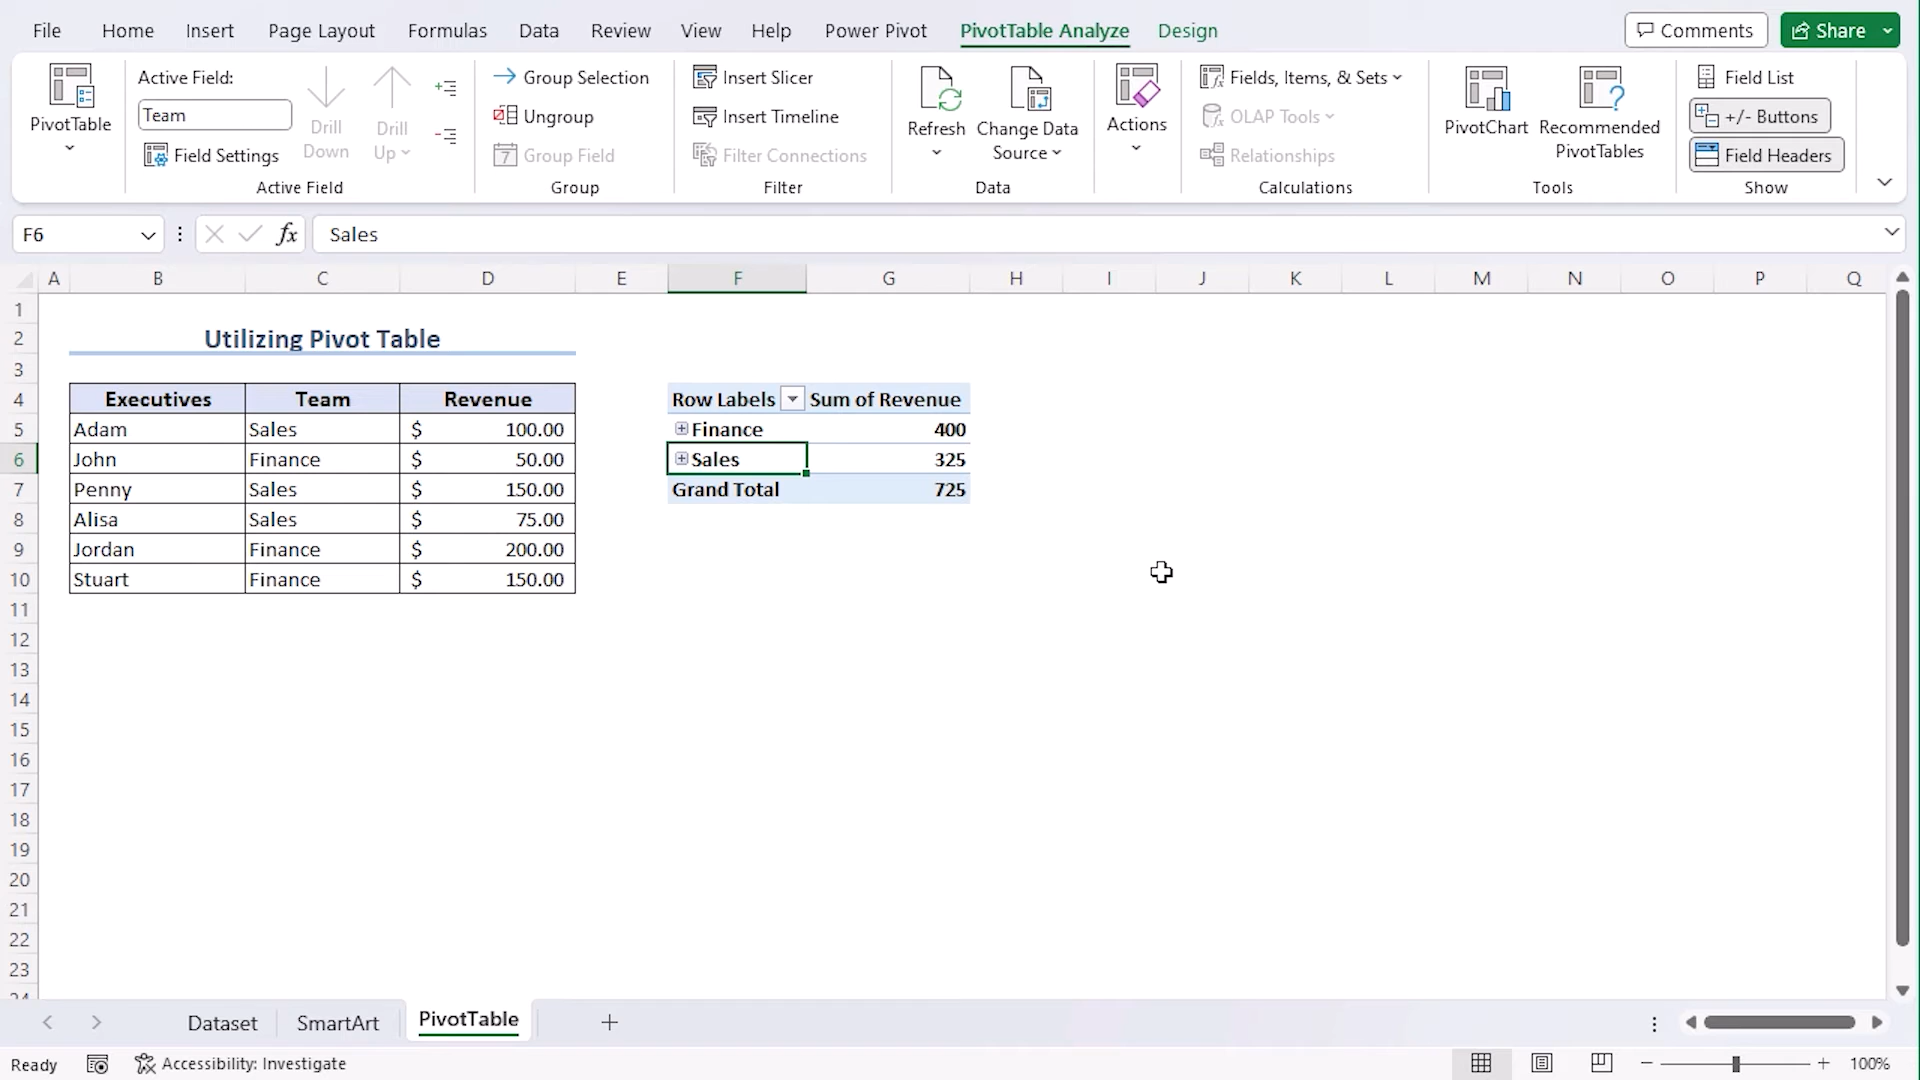 File Home Insert Page Layout Formulas Data Review View Help Power Pivot PivotTable Analyze Design Comments Share
PivotTable
Active Field:
Team
Field Settings
Drill Down
Drill Up
Active Field
Group Selection
Ungroup
7 Group Field
Group
Insert Slicer
Insert Timeline
Filter Connections
Filter
Refresh
Change Data Source
Data
Actions
Fields, Items, & Sets
OLAP Tools
Relationships
Calculations
PivotChart
Recommended PivotTables
Tools
Field List
+/- Buttons
Field Headers
Show
F6 fx Sales
A B C D E F G H I J K L M N O P Q
1
2 Utilizing Pivot Table
3
4 Executives Team Revenue Row Labels Sum of Revenue
5 Adam Sales $ 100.00 Finance 400
6 John Finance $ 50.00 Sales 325
7 Penny Sales $ 150.00 Grand Total 725
8 Alisa Sales $ 75.00
9 Jordan Finance $ 200.00
10 Stuart Finance $ 150.00
11
12
13
14
15
16
17
18
19
20
21
22
23
24
Dataset SmartArt PivotTable
Ready Accessibility: Investigate 100%